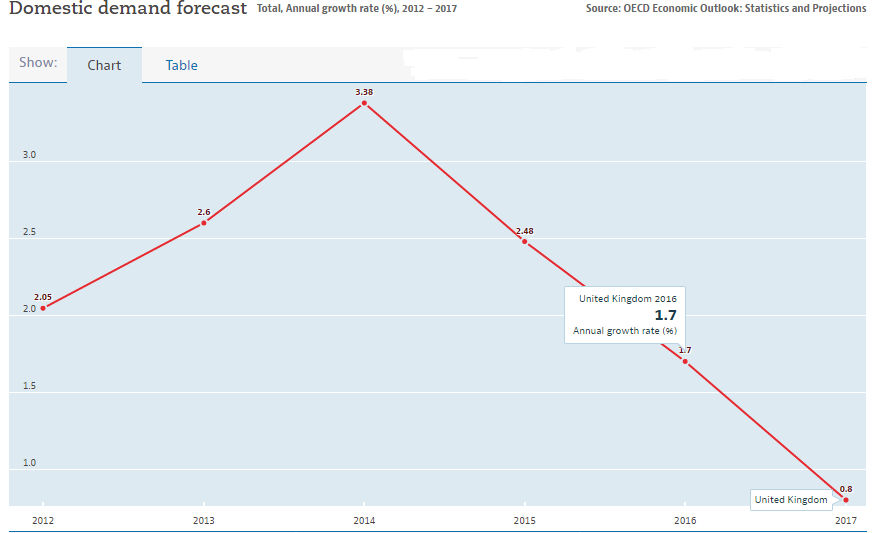 Domestic demand forecast Total, Annual growth rate (%), 2012 – 2017 Source: OECD Economic Outlook: Statistics and Projections
Show: Chart Table
3.38
3.0
2.6
2.5
2.48
2.05
2.0
United Kingdom 2016
1.7
Annual growth rate (%)
1.7
1.5
1.0
0.8
United Kingdom
2012 2013 2014 2015 2016 2017